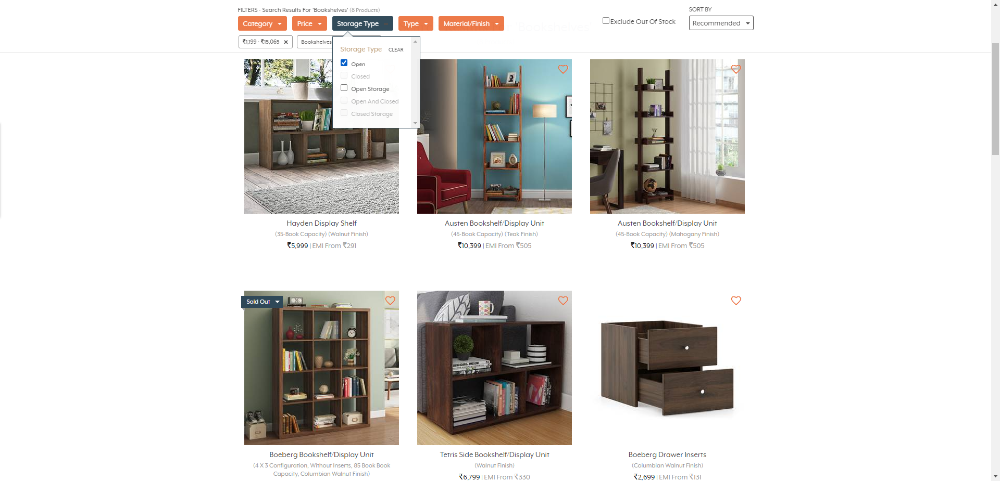 FILTERS - Search Results For 'Bookshelves' (8 Products)
SORT BY
Category
Price
Storage Type
Type
Material/Finish
Exclude Out Of Stock
Recommended
₹1,199 - ₹15,065 ×
Bookshelves
Storage Type CLEAR
Open
Closed
Open Storage
Open And Closed
Closed Storage
Hayden Display Shelf
(35-Book Capacity) (Walnut Finish)
₹5,999 | EMI From ₹291
Austen Bookshelf/Display Unit
(45-Book Capacity) (Teak Finish)
₹10,399 | EMI From ₹505
Austen Bookshelf/Display Unit
(45-Book Capacity) (Mahogany Finish)
₹10,399 | EMI From ₹505
Sold Out
Boeberg Bookshelf/Display Unit
(4 X 3 Configuration, Without Inserts, 85 Book Book
Capacity, Columbian Walnut Finish)
Tetris Side Bookshelf/Display Unit
(Walnut Finish)
₹6,799 | EMI From ₹330
Boeberg Drawer Inserts
(Columbian Walnut Finish)
₹2,699 | EMI From ₹131